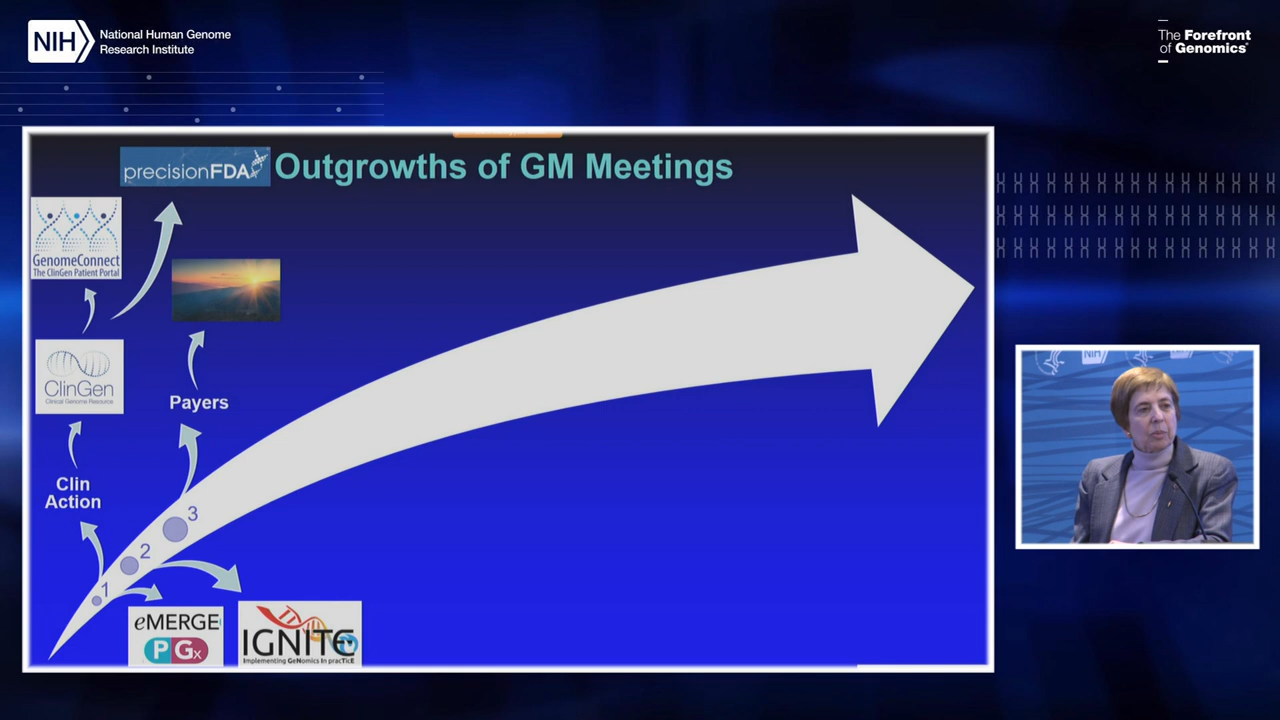 NIH
National Human Genome
Research Institute
The Forefront
of Genomics®
precisionFDA
Outgrowths of GM Meetings
GenomeConnect
The ClinGen Patient Portal
ClinGen
Clinical Genome Resource
Payers
Clin
Action
3
2
1
eMERGE
PGx
IGNITE
Implementing GeNomics In pracTicE
NIH